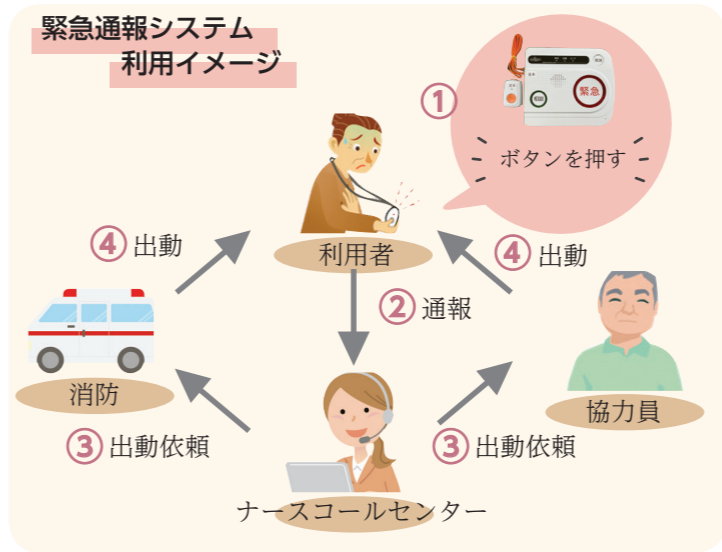 緊急通報システム
利用イメージ
①
緊急
ボタンを押す
利用者
④出動
④出動
②通報
消防
協力員
③出動依頼
③出動依頼
ナースコールセンター